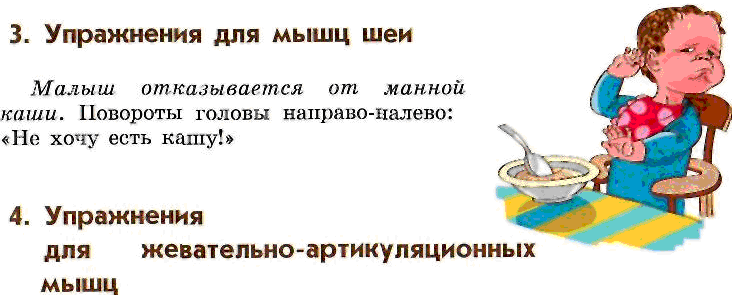 3. Упражнения для мышц шеи
Малыш отказывается от манной
каши. Повороты головы направо-налево:
«Не хочу есть кашу!»
4. Упражнения
для жевательно-артикуляционных
мышц